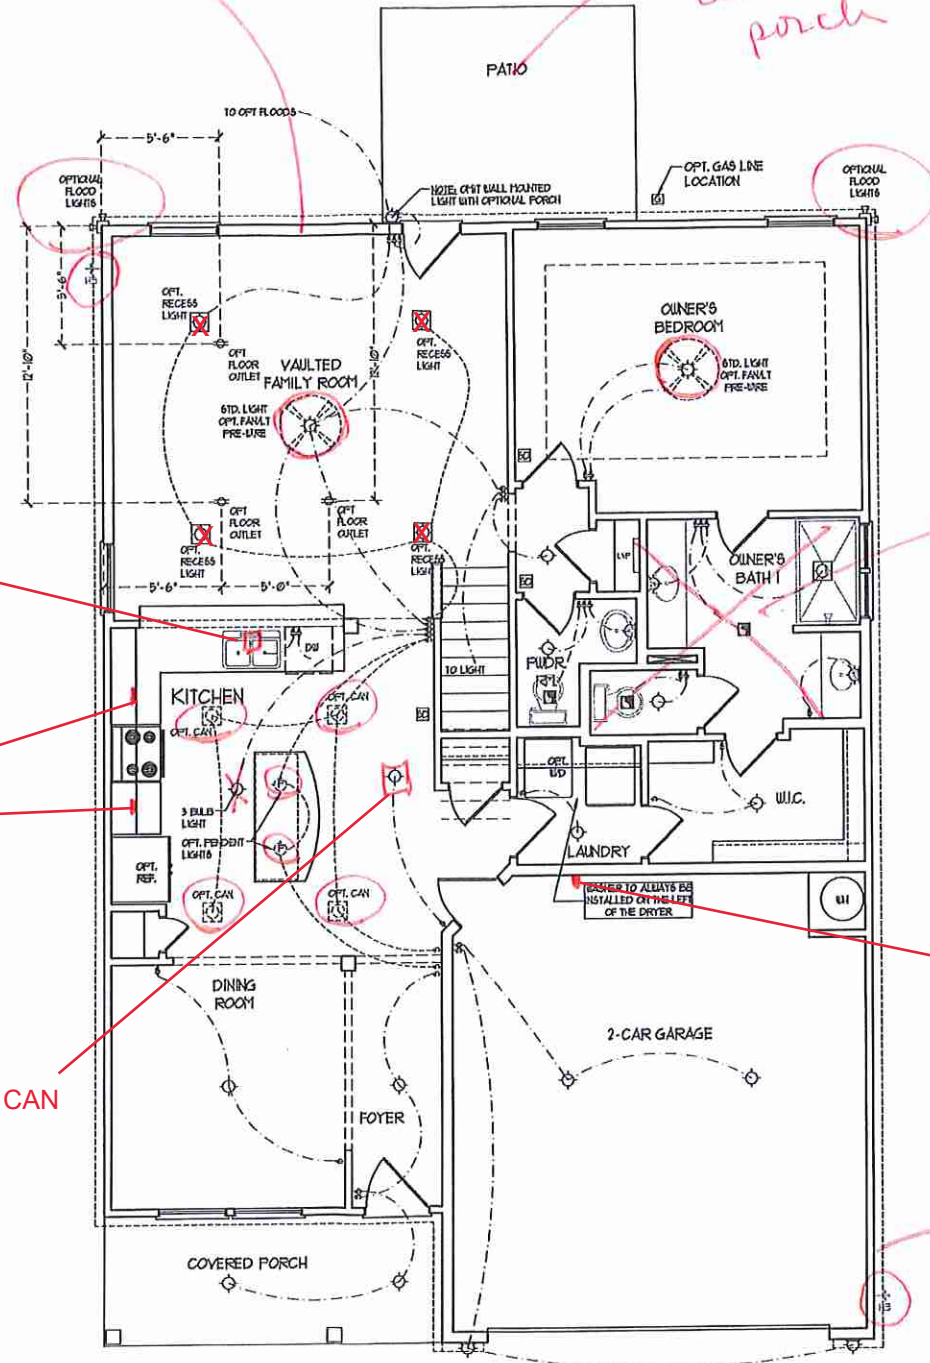 porch
PATIO
TO OPT FLOODS
5'-6"
OPTIONAL
FLOOD
LIGHTS
NOTE: OMIT WALL MOUNTED
LIGHT WITH OPTIONAL PORCH
OPT. GAS LINE
LOCATION
OPTIONAL
FLOOD
LIGHTS
5'-6"
12'-10"
OPT.
RECESS
LIGHT
OPT
FLOOR
OUTLET
VAULTED
FAMILY ROOM
12'-10"
OPT.
RECESS
LIGHT
STD. LIGHT
OPT. FAN/LT
PRE-WIRE
OWNER'S
BEDROOM
STD. LIGHT
OPT. FAN/LT
PRE-WIRE
OPT
FLOOR
OUTLET
OPT
FLOOR
OUTLET
OPT.
RECESS
LIGHT
OPT.
RECESS
LIGHT
5'-6"
5'-0"
OWNER'S
BATH 1
DW
TO LIGHT
PWDR.
RM.
KITCHEN
OPT. CAN
OPT. CAN
3 BULB
LIGHT
OPT. PENDENT
LIGHTS
OPT.
W/D
W.I.C.
LAUNDRY
OPT.
REF.
OPT. CAN
OPT. CAN
WASHER TO ALWAYS BE
INSTALLED ON THE LEFT
OF THE DRYER
WH
DINING
ROOM
2-CAR GARAGE
CAN
FOYER
COVERED PORCH